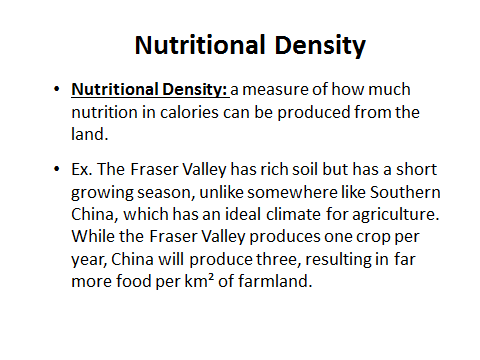 Nutritional Density
• Nutritional Density: a measure of how much
nutrition in calories can be produced from the
land.
• Ex. The Fraser Valley has rich soil but has a short
growing season, unlike somewhere like Southern
China, which has an ideal climate for agriculture.
While the Fraser Valley produces one crop per
year, China will produce three, resulting in far
more food per km² of farmland.